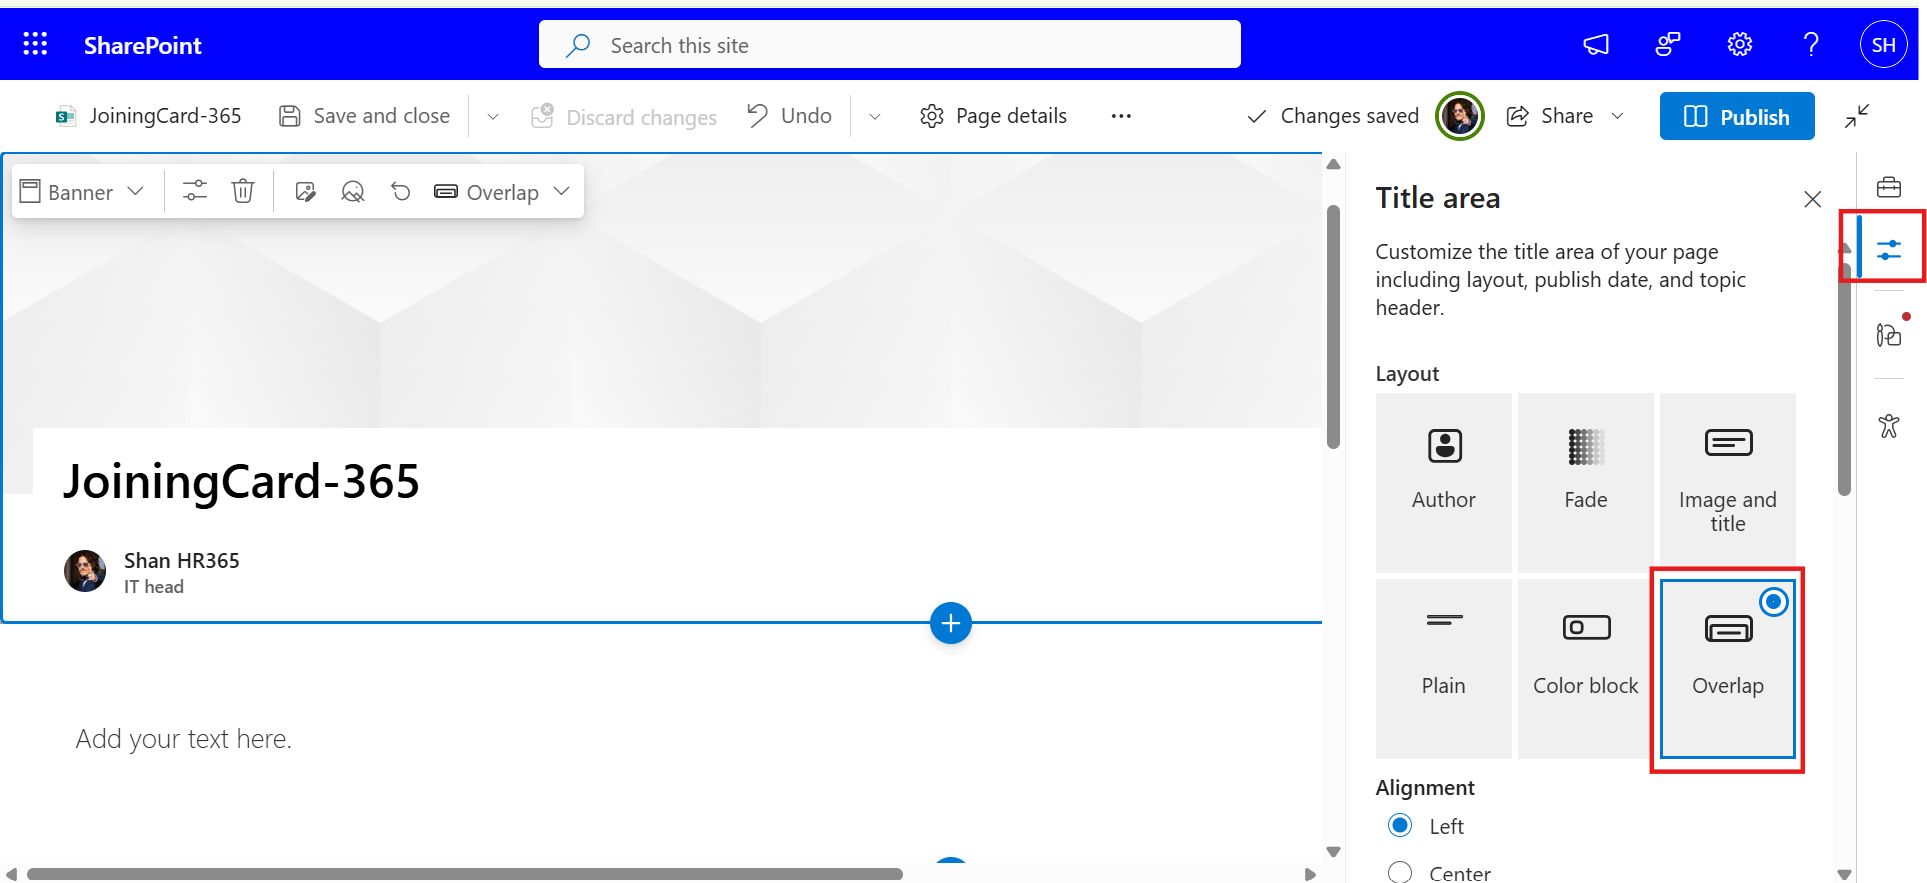 SharePoint
Search this site
SH
JoiningCard-365
Save and close
Discard changes
Undo
Page details
Changes saved
Share
Publish
Banner
Overlap
JoiningCard-365
Shan HR365
IT head
Add your text here.
Title area
Customize the title area of your page
including layout, publish date, and topic
header.
Layout
Author
Fade
Image and
title
Plain
Color block
Overlap
Alignment
Left
Center